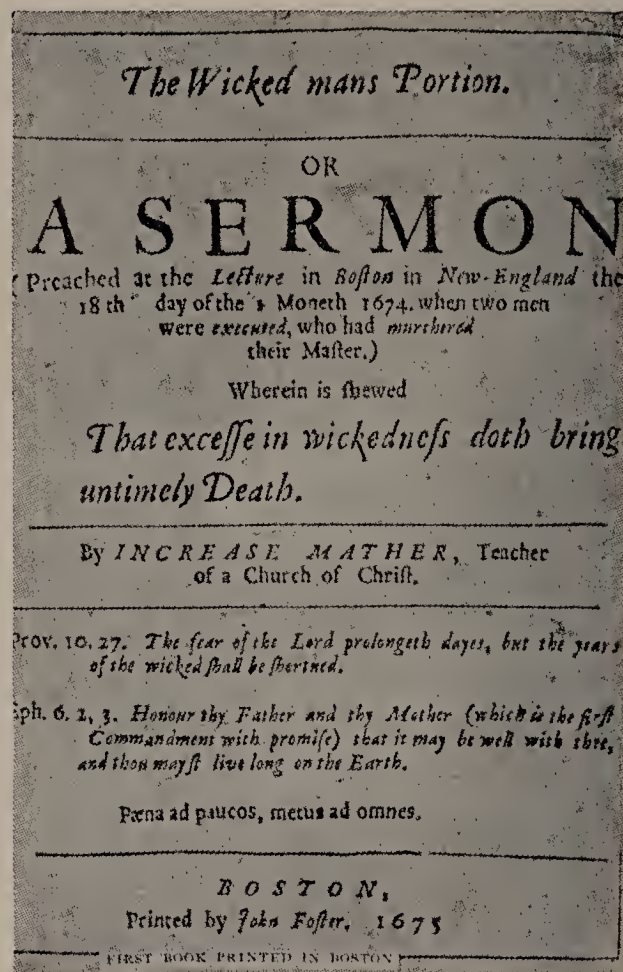 The Wicked mans Portion.
OR
A SERMON
(Preached at the Lecture in Boſton in New-England the
18th day of the 1 Moneth 1674. when two men
were executed, who had murthered
their Maſter.)
Wherein is ſhewed
That exceſſe in wickedneſs doth bring
untimely Death.
By INCREASE MATHER, Teacher
of a Church of Chriſt.
Prov. 10. 27. The fear of the Lord prolongeth dayes, but the years
of the wicked ſhall be ſhortned.
Eph. 6. 2, 3. Honour thy Father and thy Mother (which is the firſt
Commandment with promiſe) that it may be well with thee,
and thou mayſt live long on the Earth.
Pœna ad paucos, metus ad omnes.
BOSTON,
Printed by John Foſter. 1675
FIRST BOOK PRINTED IN BOSTON